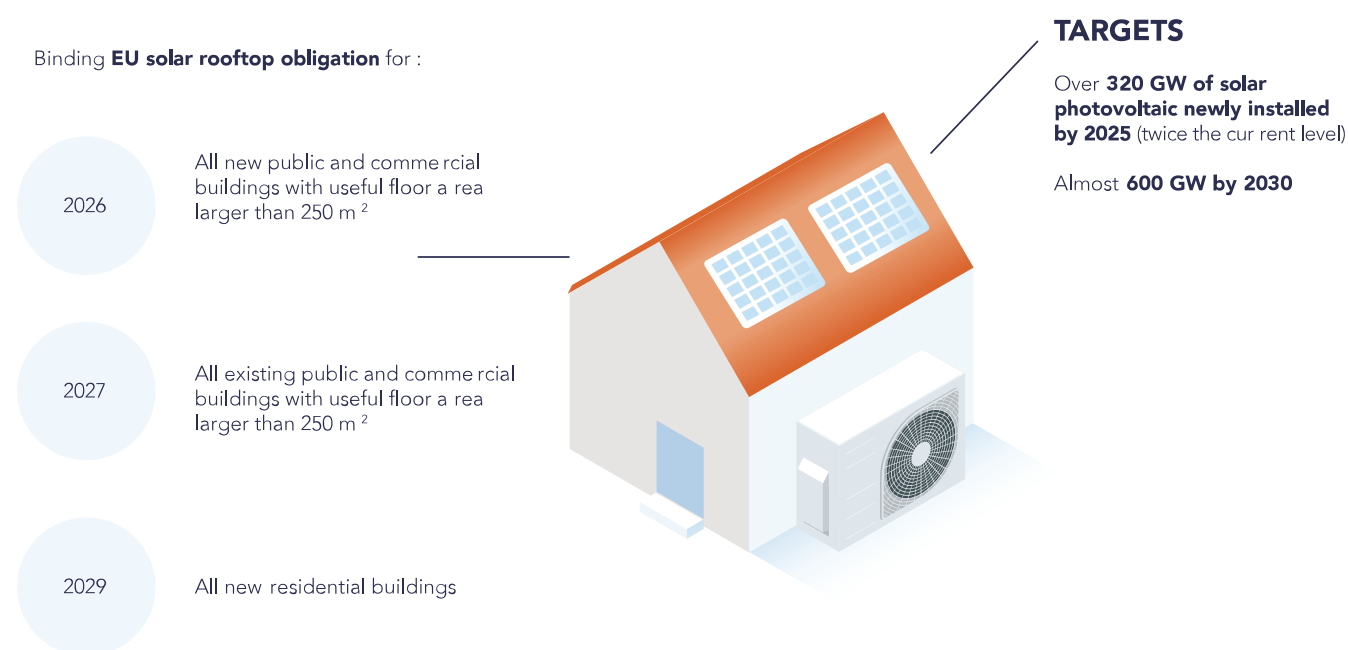 Binding EU solar rooftop obligation for :
2026
All new public and comme rcial
buildings with useful floor a rea
larger than 250 m ²
2027
All existing public and comme rcial
buildings with useful floor a rea
larger than 250 m ²
2029
All new residential buildings
TARGETS
Over 320 GW of solar
photovoltaic newly installed
by 2025 (twice the cur rent level)
Almost 600 GW by 2030